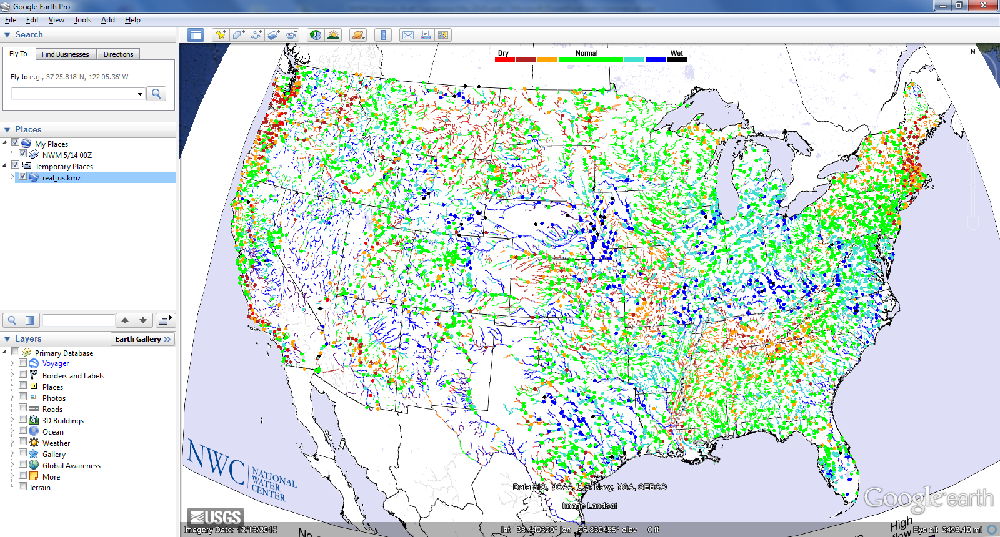 Google Earth Pro
File Edit View Tools Add Help
Search
Fly To Find Businesses Directions
Fly to e.g., 37 25.818' N, 122 05.36' W
Places
My Places
NWM 5/14 00Z
Temporary Places
real_us.kmz
Layers Earth Gallery »
Primary Database
Voyager
Borders and Labels
Places
Photos
Roads
3D Buildings
Ocean
Weather
Gallery
Global Awareness
More
Terrain
Dry Normal Wet
N
NWC NATIONAL
WATER
CENTER
Data SIO, NOAA, U.S. Navy, NGA, GEBCO
Image Landsat
Google earth
USGS
High
flow
No
Imagery Date: 12/13/2015 lat 38.440320° lon -96.830455° elev 0 ft Eye alt 2498.10 mi